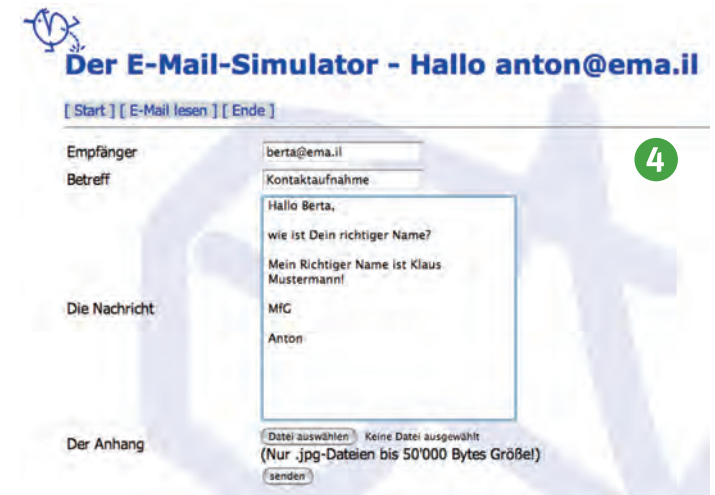 Der E-Mail-Simulator - Hallo anton@ema.il
[ Start ] [ E-Mail lesen ] [ Ende ]
4
Empfänger berta@ema.il
Betreff Kontaktaufnahme
Die Nachricht
Hallo Berta,
wie ist Dein richtiger Name?
Mein Richtiger Name ist Klaus
Mustermann!
MfG
Anton
Der Anhang Datei auswählen Keine Datei ausgewählt
(Nur .jpg-Dateien bis 50'000 Bytes Größe!)
senden